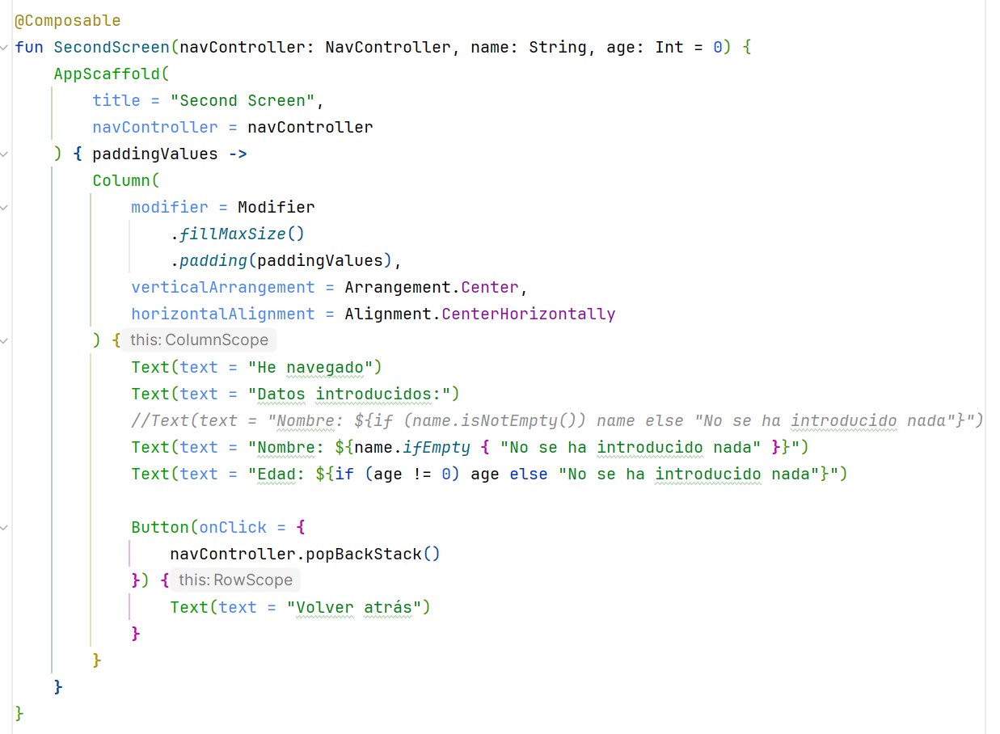 @Composable
fun SecondScreen(navController: NavController, name: String, age: Int = 0) {
    AppScaffold(
        title = "Second Screen",
        navController = navController
    ) { paddingValues ->
        Column(
            modifier = Modifier
                .fillMaxSize()
                .padding(paddingValues),
            verticalArrangement = Arrangement.Center,
            horizontalAlignment = Alignment.CenterHorizontally
        ) { this: ColumnScope
            Text(text = "He navegado")
            Text(text = "Datos introducidos:")
            //Text(text = "Nombre: ${if (name.isNotEmpty()) name else "No se ha introducido nada"}")
            Text(text = "Nombre: ${name.ifEmpty { "No se ha introducido nada" }}")
            Text(text = "Edad: ${if (age != 0) age else "No se ha introducido nada"}")

            Button(onClick = {
                navController.popBackStack()
            }) { this: RowScope
                Text(text = "Volver atrás")
            }
        }
    }
}